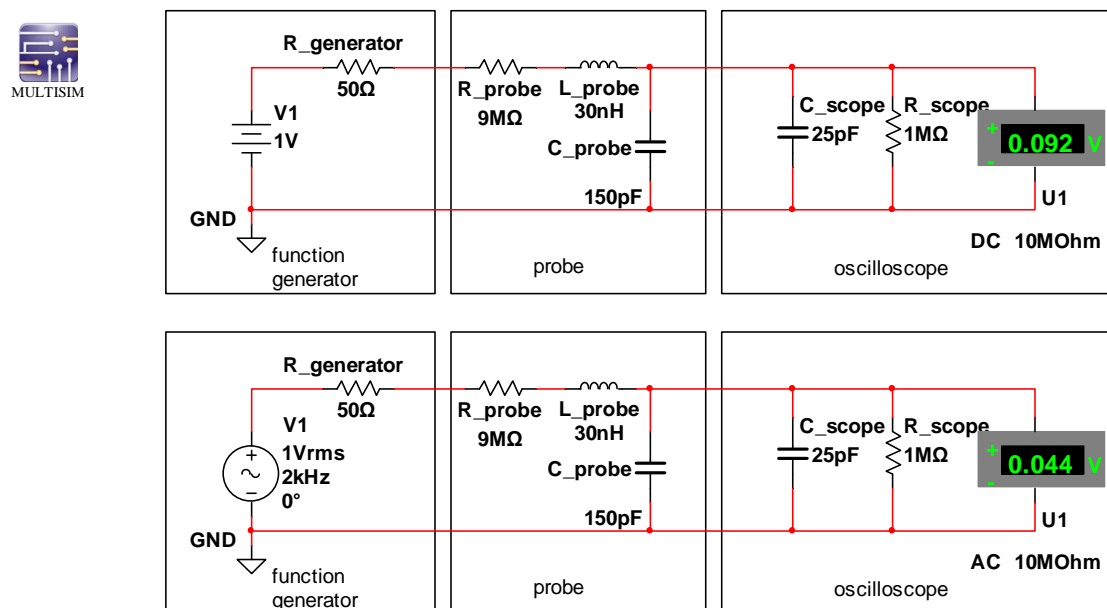 MULTISIM
R_generator
50Ω
V1
1V
GND
function
generator
R_probe
9MΩ
L_probe
30nH
C_probe
150pF
probe
C_scope
25pF
R_scope
1MΩ
+
0.092 V
-
U1
DC 10MOhm
oscilloscope
R_generator
50Ω
V1
1Vrms
2kHz
0°
GND
function
generator
R_probe
9MΩ
L_probe
30nH
C_probe
150pF
probe
C_scope
25pF
R_scope
1MΩ
+
0.044 V
-
U1
AC 10MOhm
oscilloscope